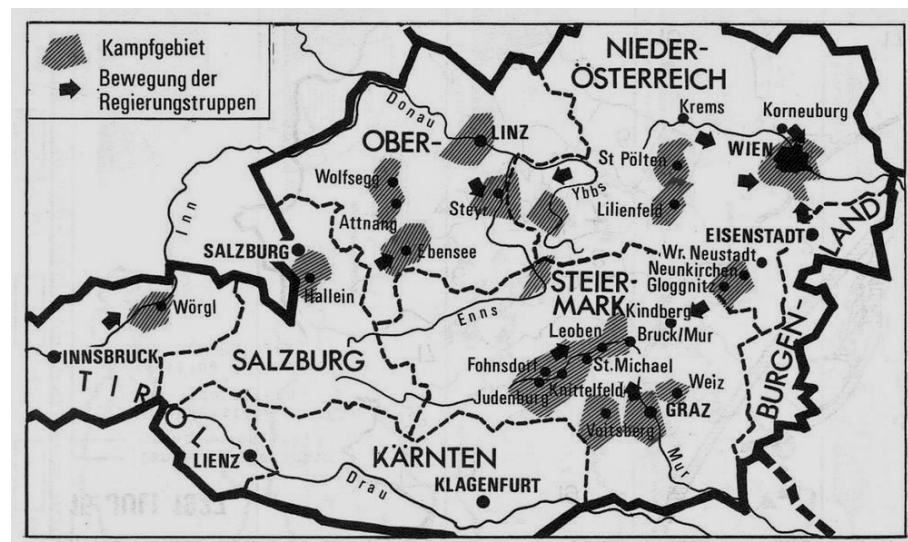 Kampfgebiet
Bewegung der
Regierungstruppen
NIEDER-
ÖSTERREICH
Donau
Krems
Korneuburg
OBER-
LINZ
WIEN
St Pölten
Wolfsegg
Ybbs
Steyr
Lilienfeld
Attnang
Inn
EISENSTADT
LAND
SALZBURG
Ebensee
Wr. Neustadt
Neunkirchen
Gloggnitz
Hallein
STEIER-
MARK
Kindberg
Wörgl
Enns
Leoben
Bruck/Mur
BURGEN-
INNSBRUCK
SALZBURG
Fohnsdorf
St.Michael
TIROL
Judenburg
Knittelfeld
Weiz
GRAZ
Voitsberg
LIENZ
KÄRNTEN
Mur
Drau
KLAGENFURT